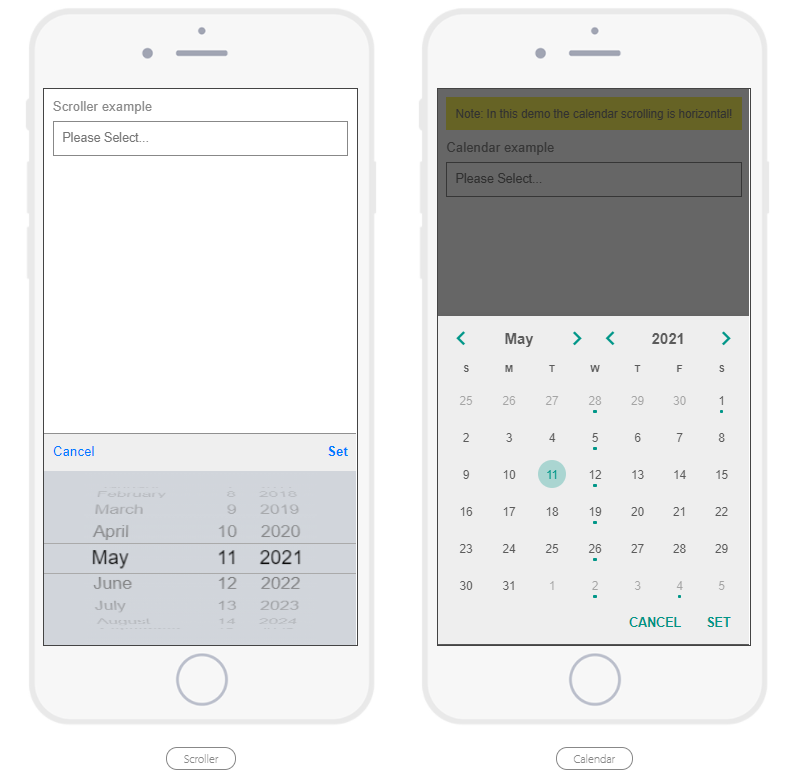 Scroller example
Please Select...
Cancel Set
February 8 2018
March 9 2019
April 10 2020
May 11 2021
June 12 2022
July 13 2023
August 14 2024
Scroller
Note: In this demo the calendar scrolling is horizontal!
Calendar example
Please Select...
May 2021
S M T W T F S
25 26 27 28 29 30 1
2 3 4 5 6 7 8
9 10 11 12 13 14 15
16 17 18 19 20 21 22
23 24 25 26 27 28 29
30 31 1 2 3 4 5
CANCEL SET
Calendar